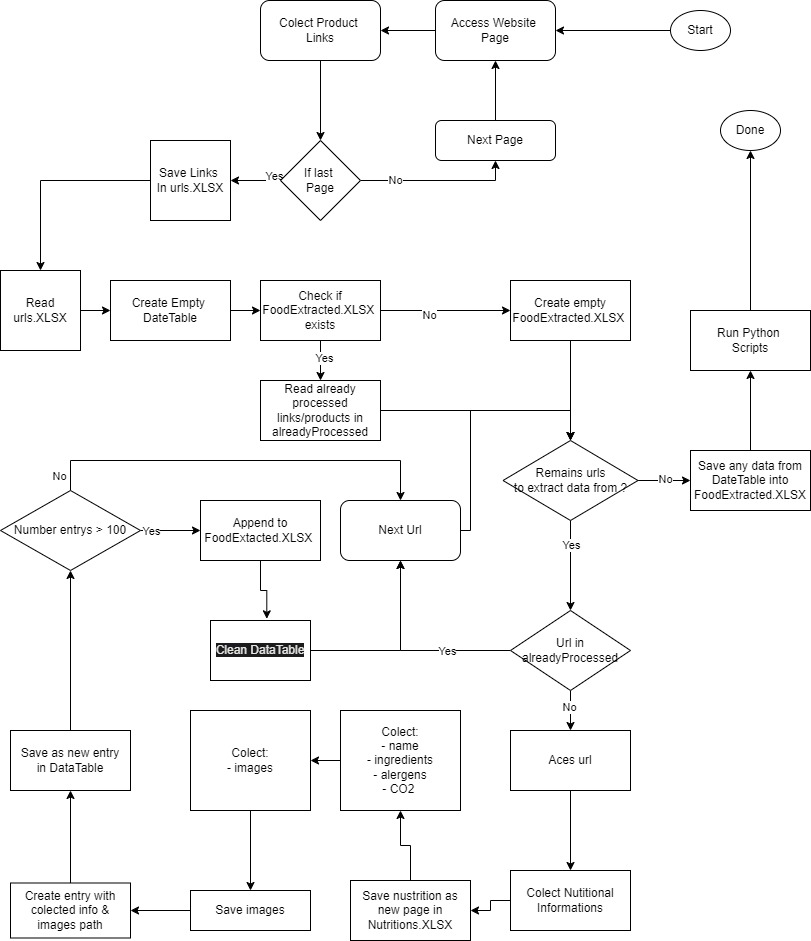 Colect Product
Links
Access Website
Page
Start
Next Page
Done
Save Links
In urls.XLSX
Yes
If last
Page
No
Read
urls.XLSX
Create Empty
DateTable
Check if
FoodExtracted.XLSX
exists
No
Create empty
FoodExtracted.XLSX
Run Python
Scripts
Yes
Read already
processed
links/products in
alreadyProcessed
Remains urls
to extract data from ?
No
Save any data from
DateTable into
FoodExtracted.XLSX
No
Number entrys > 100
Yes
Append to
FoodExtacted.XLSX
Next Url
Yes
Clean DataTable
Yes
Url in
alreadyProcessed
No
Save as new entry
in DataTable
Colect:
- images
Colect:
- name
- ingredients
- alergens
- CO2
Aces url
Create entry with
colected info &
images path
Save images
Save nustrition as
new page in
Nutritions.XLSX
Colect Nutitional
Informations